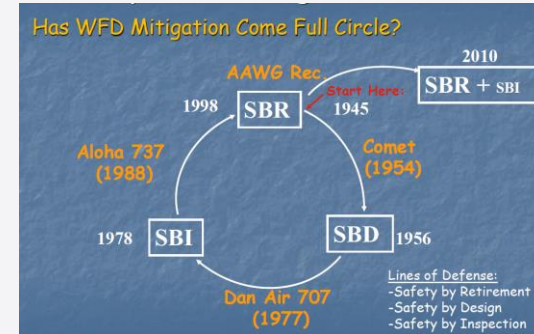 Has WFD Mitigation Come Full Circle?
2010
AAWG Rec.
SBR + SBI
Start Here:
1998
SBR
1945
Aloha 737
(1988)
Comet
(1954)
1978
SBI
SBD
1956
Dan Air 707
(1977)
Lines of Defense:
-Safety by Retirement
-Safety by Design
-Safety by Inspection